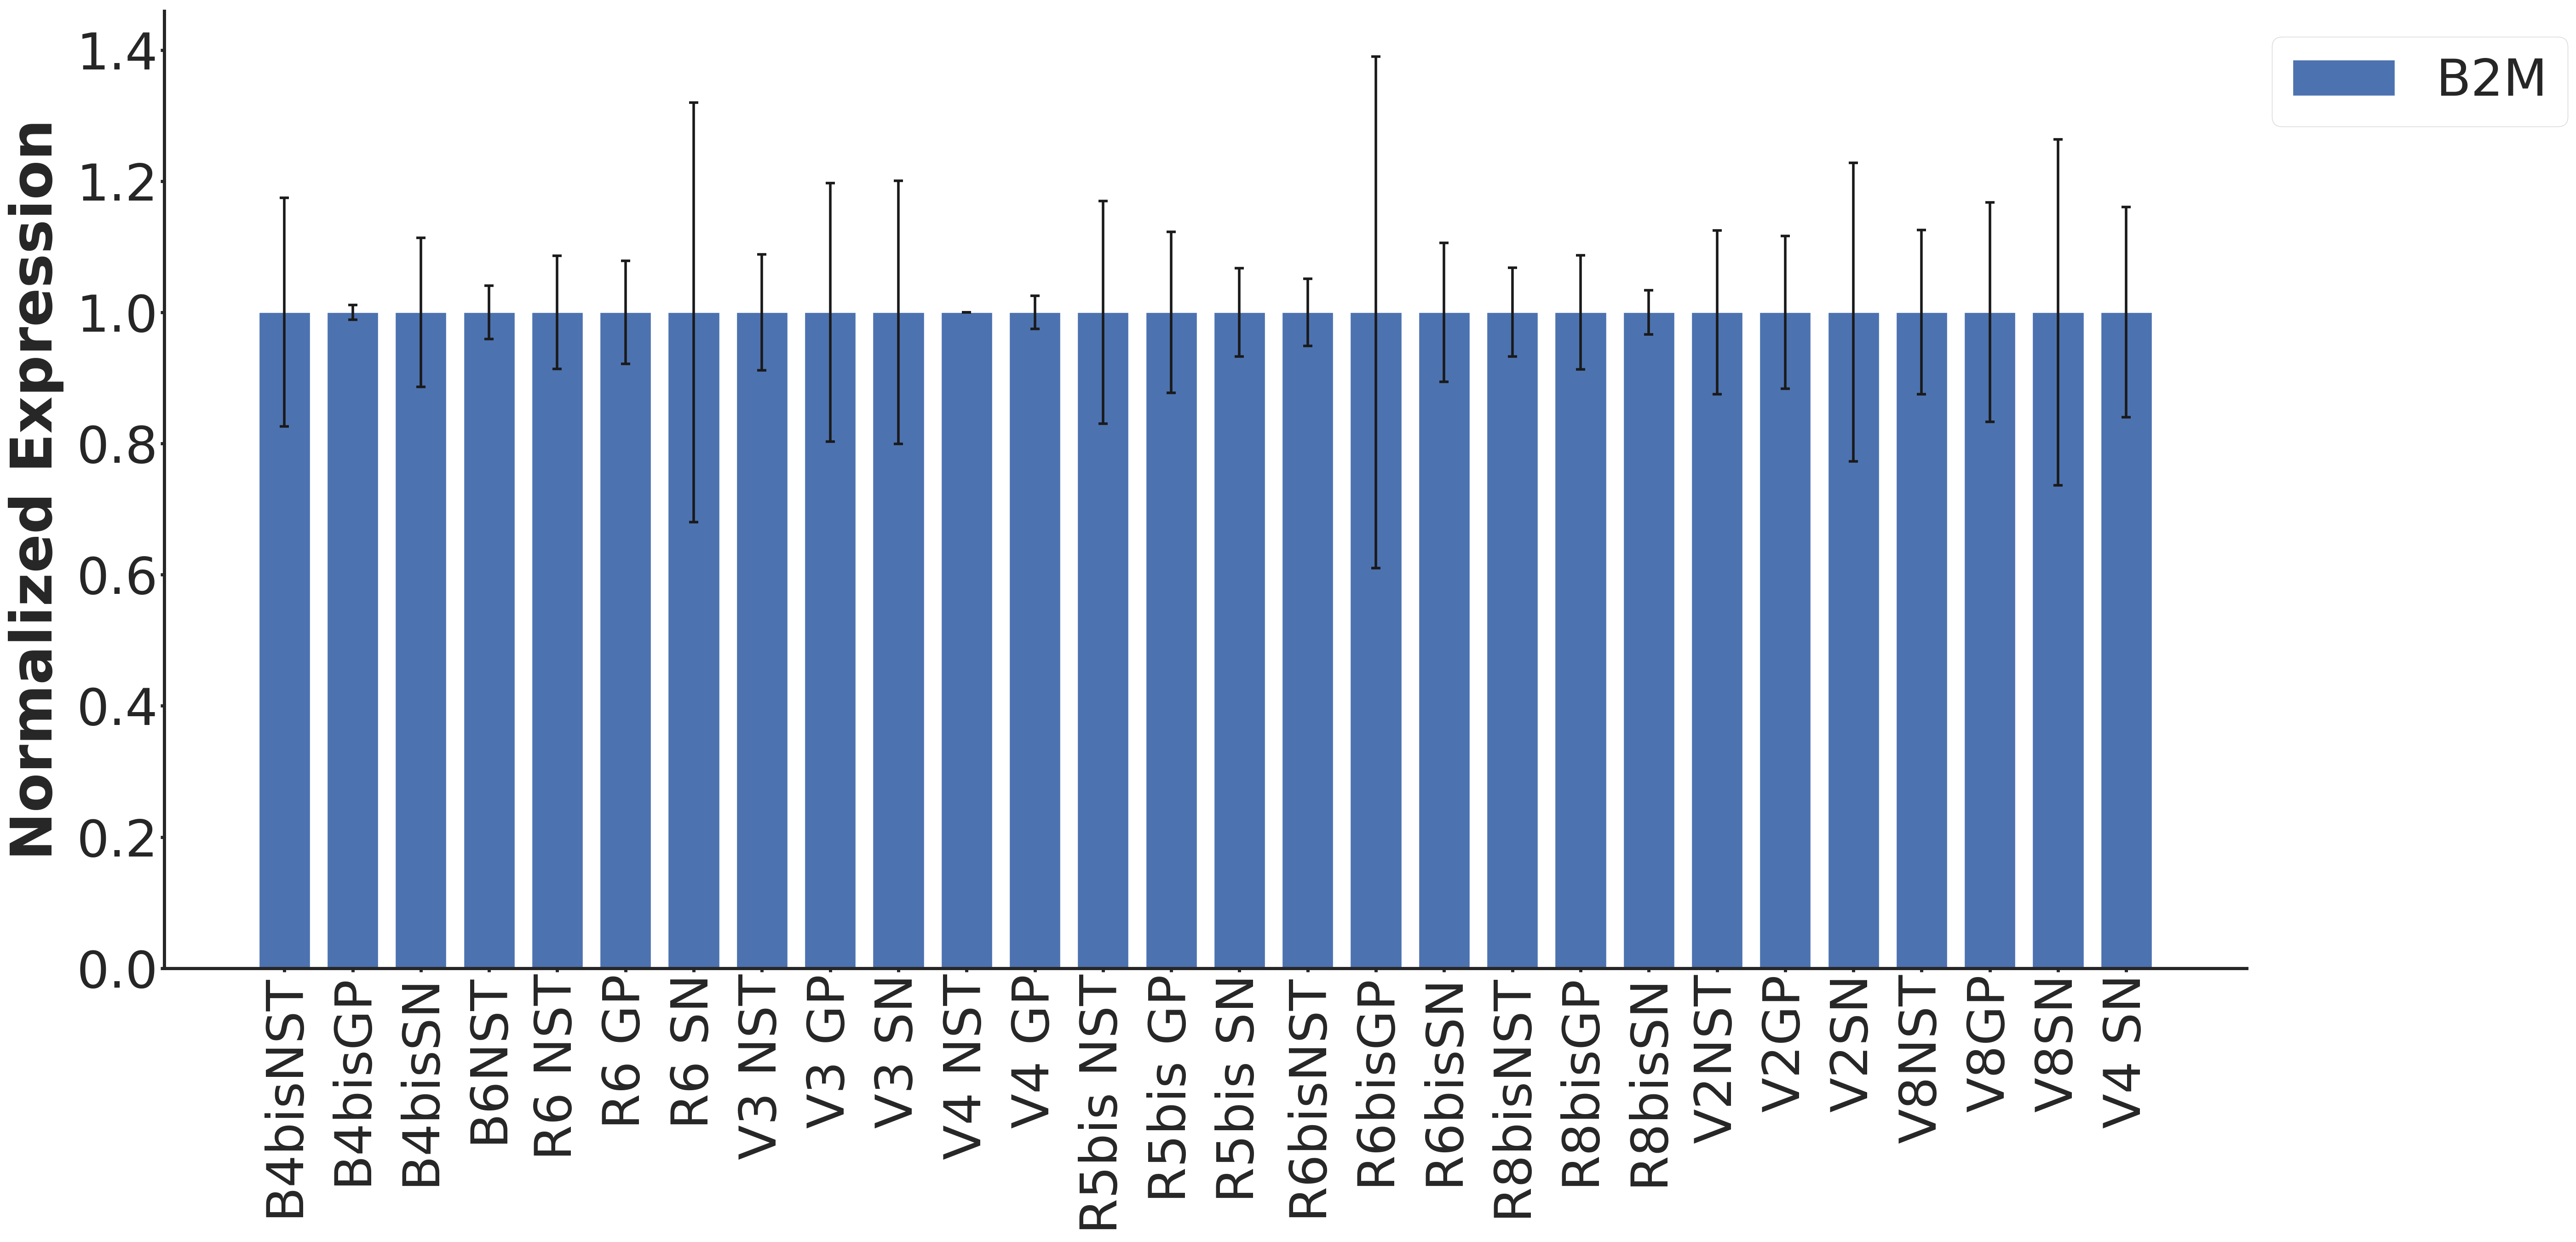 Normalized Expression
1.4
1.2
1.0
0.8
0.6
0.4
0.2
0.0
B4bisNST
B4bisGP
B4bisSN
B6NST
R6 NST
R6 GP
R6 SN
V3 NST
V3 GP
V3 SN
V4 NST
V4 GP
R5bis NST
R5bis GP
R5bis SN
R6bisNST
R6bisGP
R6bisSN
R8bisNST
R8bisGP
R8bisSN
V2NST
V2GP
V2SN
V8NST
V8GP
V8SN
V4 SN
B2M